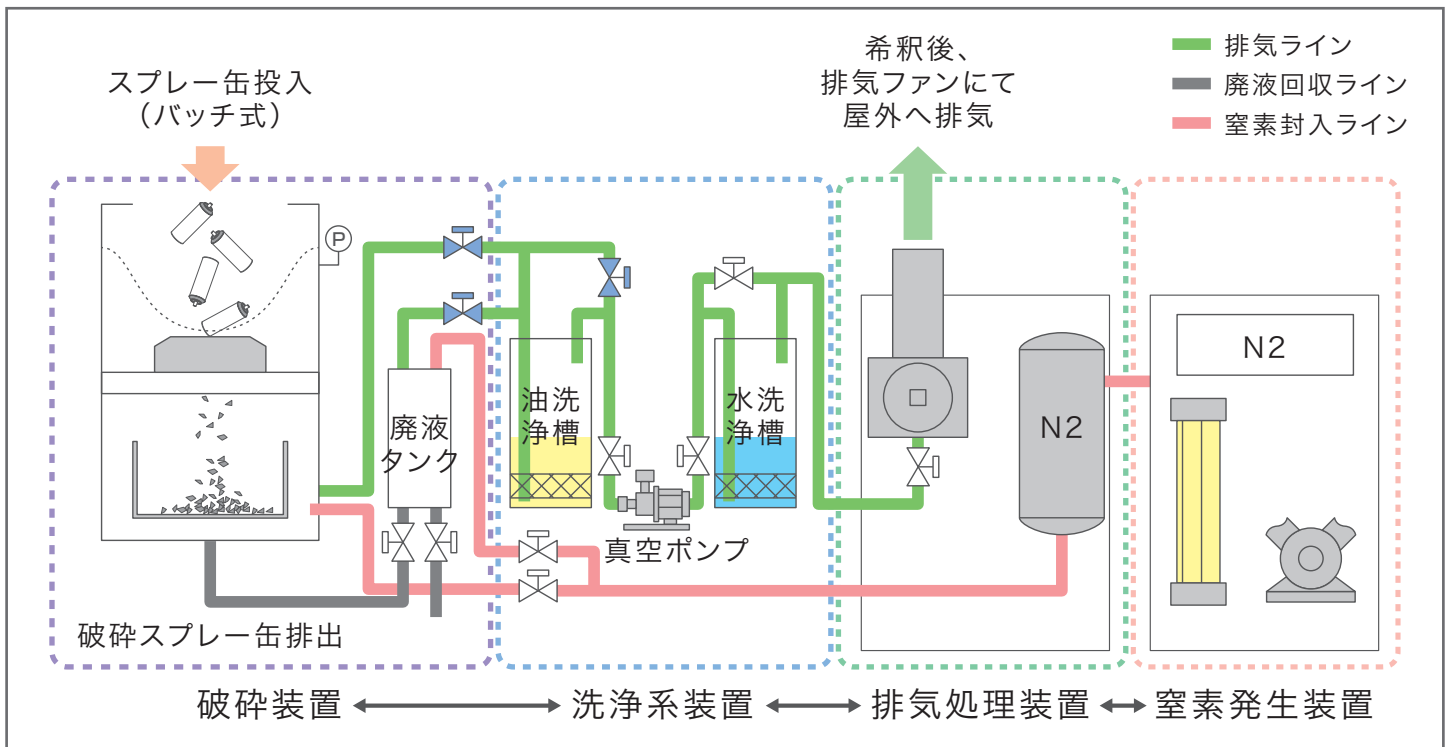 スプレー缶投入
（バッチ式）
希釈後、
排気ファンにて
屋外へ排気
排気ライン
廃液回収ライン
窒素封入ライン
P
油洗
浄槽
水洗
浄槽
廃液
タンク
N2
N2
真空ポンプ
破砕スプレー缶排出
破砕装置
洗浄系装置
排気処理装置
窒素発生装置